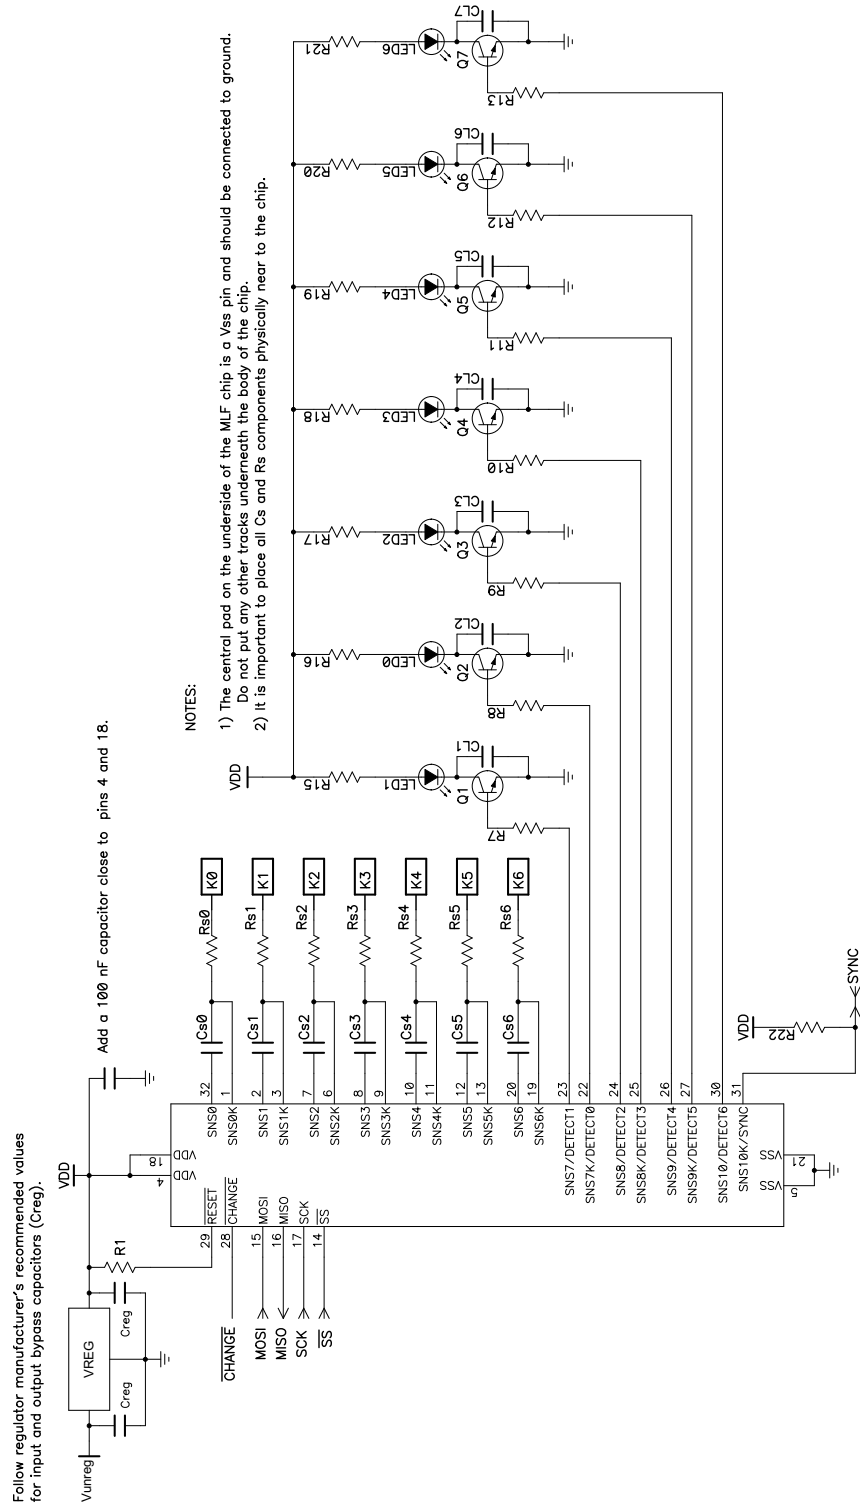 Follow regulator manufacturer's recommended values
for input and output bypass capacitors (Creg).
Vunreg
VREG
Creg
Creg
R1
VDD
Add a 100 nF capacitor close to pins 4 and 18.
NOTES:
1) The central pad on the underside of the MLF chip is a Vss pin and should be connected to ground.
Do not put any other tracks underneath the body of the chip.
2) It is important to place all Cs and Rs components physically near to the chip.
4 VDD
18 VDD
29 RESET
CHANGE 28 CHANGE
MOSI 15 MOSI
MISO 16 MISO
SCK 17 SCK
SS 14 SS
SNS0 32 Cs0 Rs0 K0
SNS0K 1
SNS1 2 Cs1 Rs1 K1
SNS1K 3
SNS2 7 Cs2 Rs2 K2
SNS2K 6
SNS3 8 Cs3 Rs3 K3
SNS3K 9
SNS4 10 Cs4 Rs4 K4
SNS4K 11
SNS5 12 Cs5 Rs5 K5
SNS5K 13
SNS6 20 Cs6 Rs6 K6
SNS6K 19
SNS7/DETECT1 23
SNS7K/DETECT0 22
SNS8/DETECT2 24
SNS8K/DETECT3 25
SNS9/DETECT4 26
SNS9K/DETECT5 27
SNS10/DETECT6 30
SNS10K/SYNC 31
5 VSS
21 VSS
VDD
R22
SYNC
VDD
R15 LED1 Q1 CL1 R7
R16 LED0 Q2 CL2 R8
R17 LED2 Q3 CL3 R9
R18 LED3 Q4 CL4 R10
R19 LED4 Q5 CL5 R11
R20 LED5 Q6 CL6 R12
R21 LED6 Q7 CL7 R13